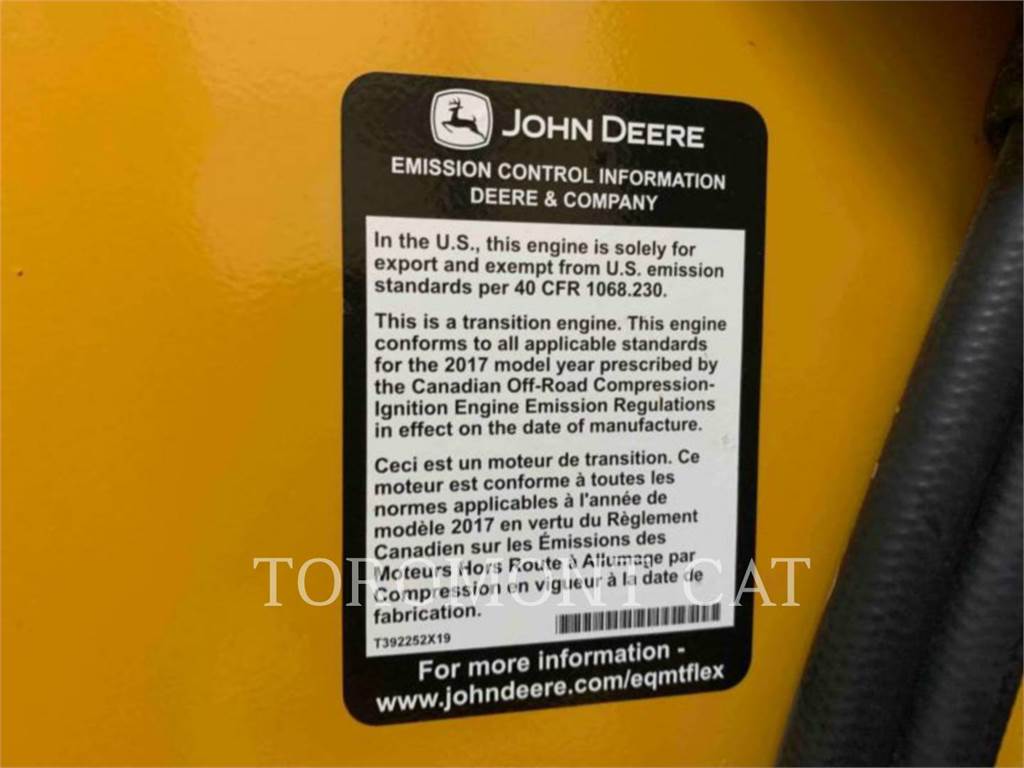 JOHN DEERE
EMISSION CONTROL INFORMATION
DEERE & COMPANY
In the U.S., this engine is solely for
export and exempt from U.S. emission
standards per 40 CFR 1068.230.
This is a transition engine. This engine
conforms to all applicable standards
for the 2017 model year prescribed by
the Canadian Off-Road Compression-
Ignition Engine Emission Regulations
in effect on the date of manufacture.
Ceci est un moteur de transition. Ce
moteur est conforme à toutes les
normes applicables à l'année de
modèle 2017 en vertu du Règlement
Canadien sur les Émissions des
Moteurs Hors Route à Allumage par
Compression en vigueur à la date de
fabrication.
TOROMONT CAT
T392252X19
For more information -
www.johndeere.com/eqmtflex